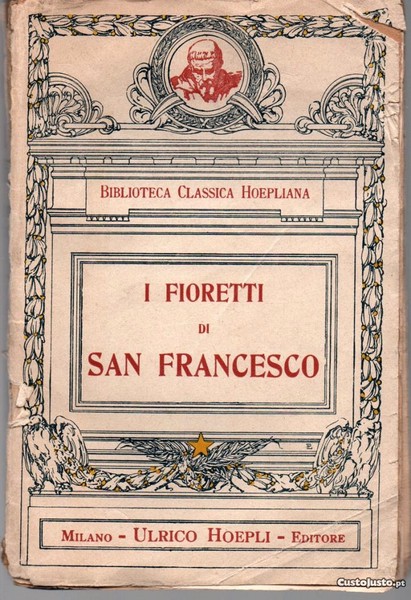 BIBLIOTECA CLASSICA HOEPLIANA
I FIORETTI
DI
SAN FRANCESCO
MILANO - ULRICO HOEPLI - EDITORE
CustoJusto.pt